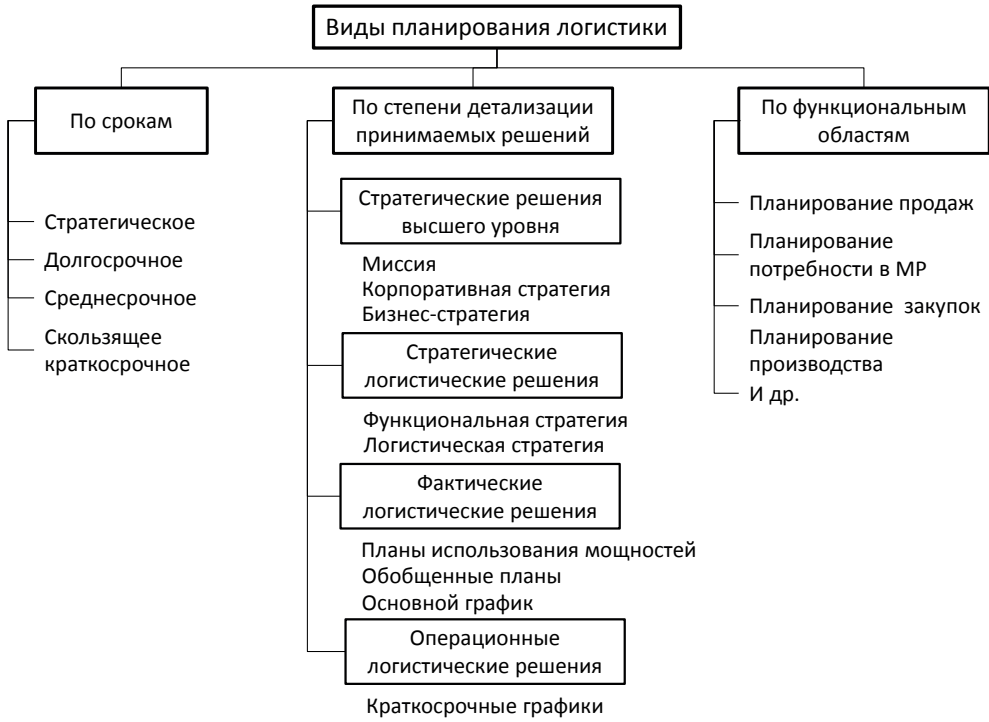 Виды планирования логистики
По срокам
Стратегическое
Долгосрочное
Среднесрочное
Скользящее
краткосрочное
По степени детализации
принимаемых решений
Стратегические решения
высшего уровня
Миссия
Корпоративная стратегия
Бизнес-стратегия
Стратегические
логистические решения
Функциональная стратегия
Логистическая стратегия
Фактические
логистические решения
Планы использования мощностей
Обобщенные планы
Основной график
Операционные
логистические решения
Краткосрочные графики
По функциональным
областям
Планирование продаж
Планирование
потребности в МР
Планирование закупок
Планирование
производства
И др.